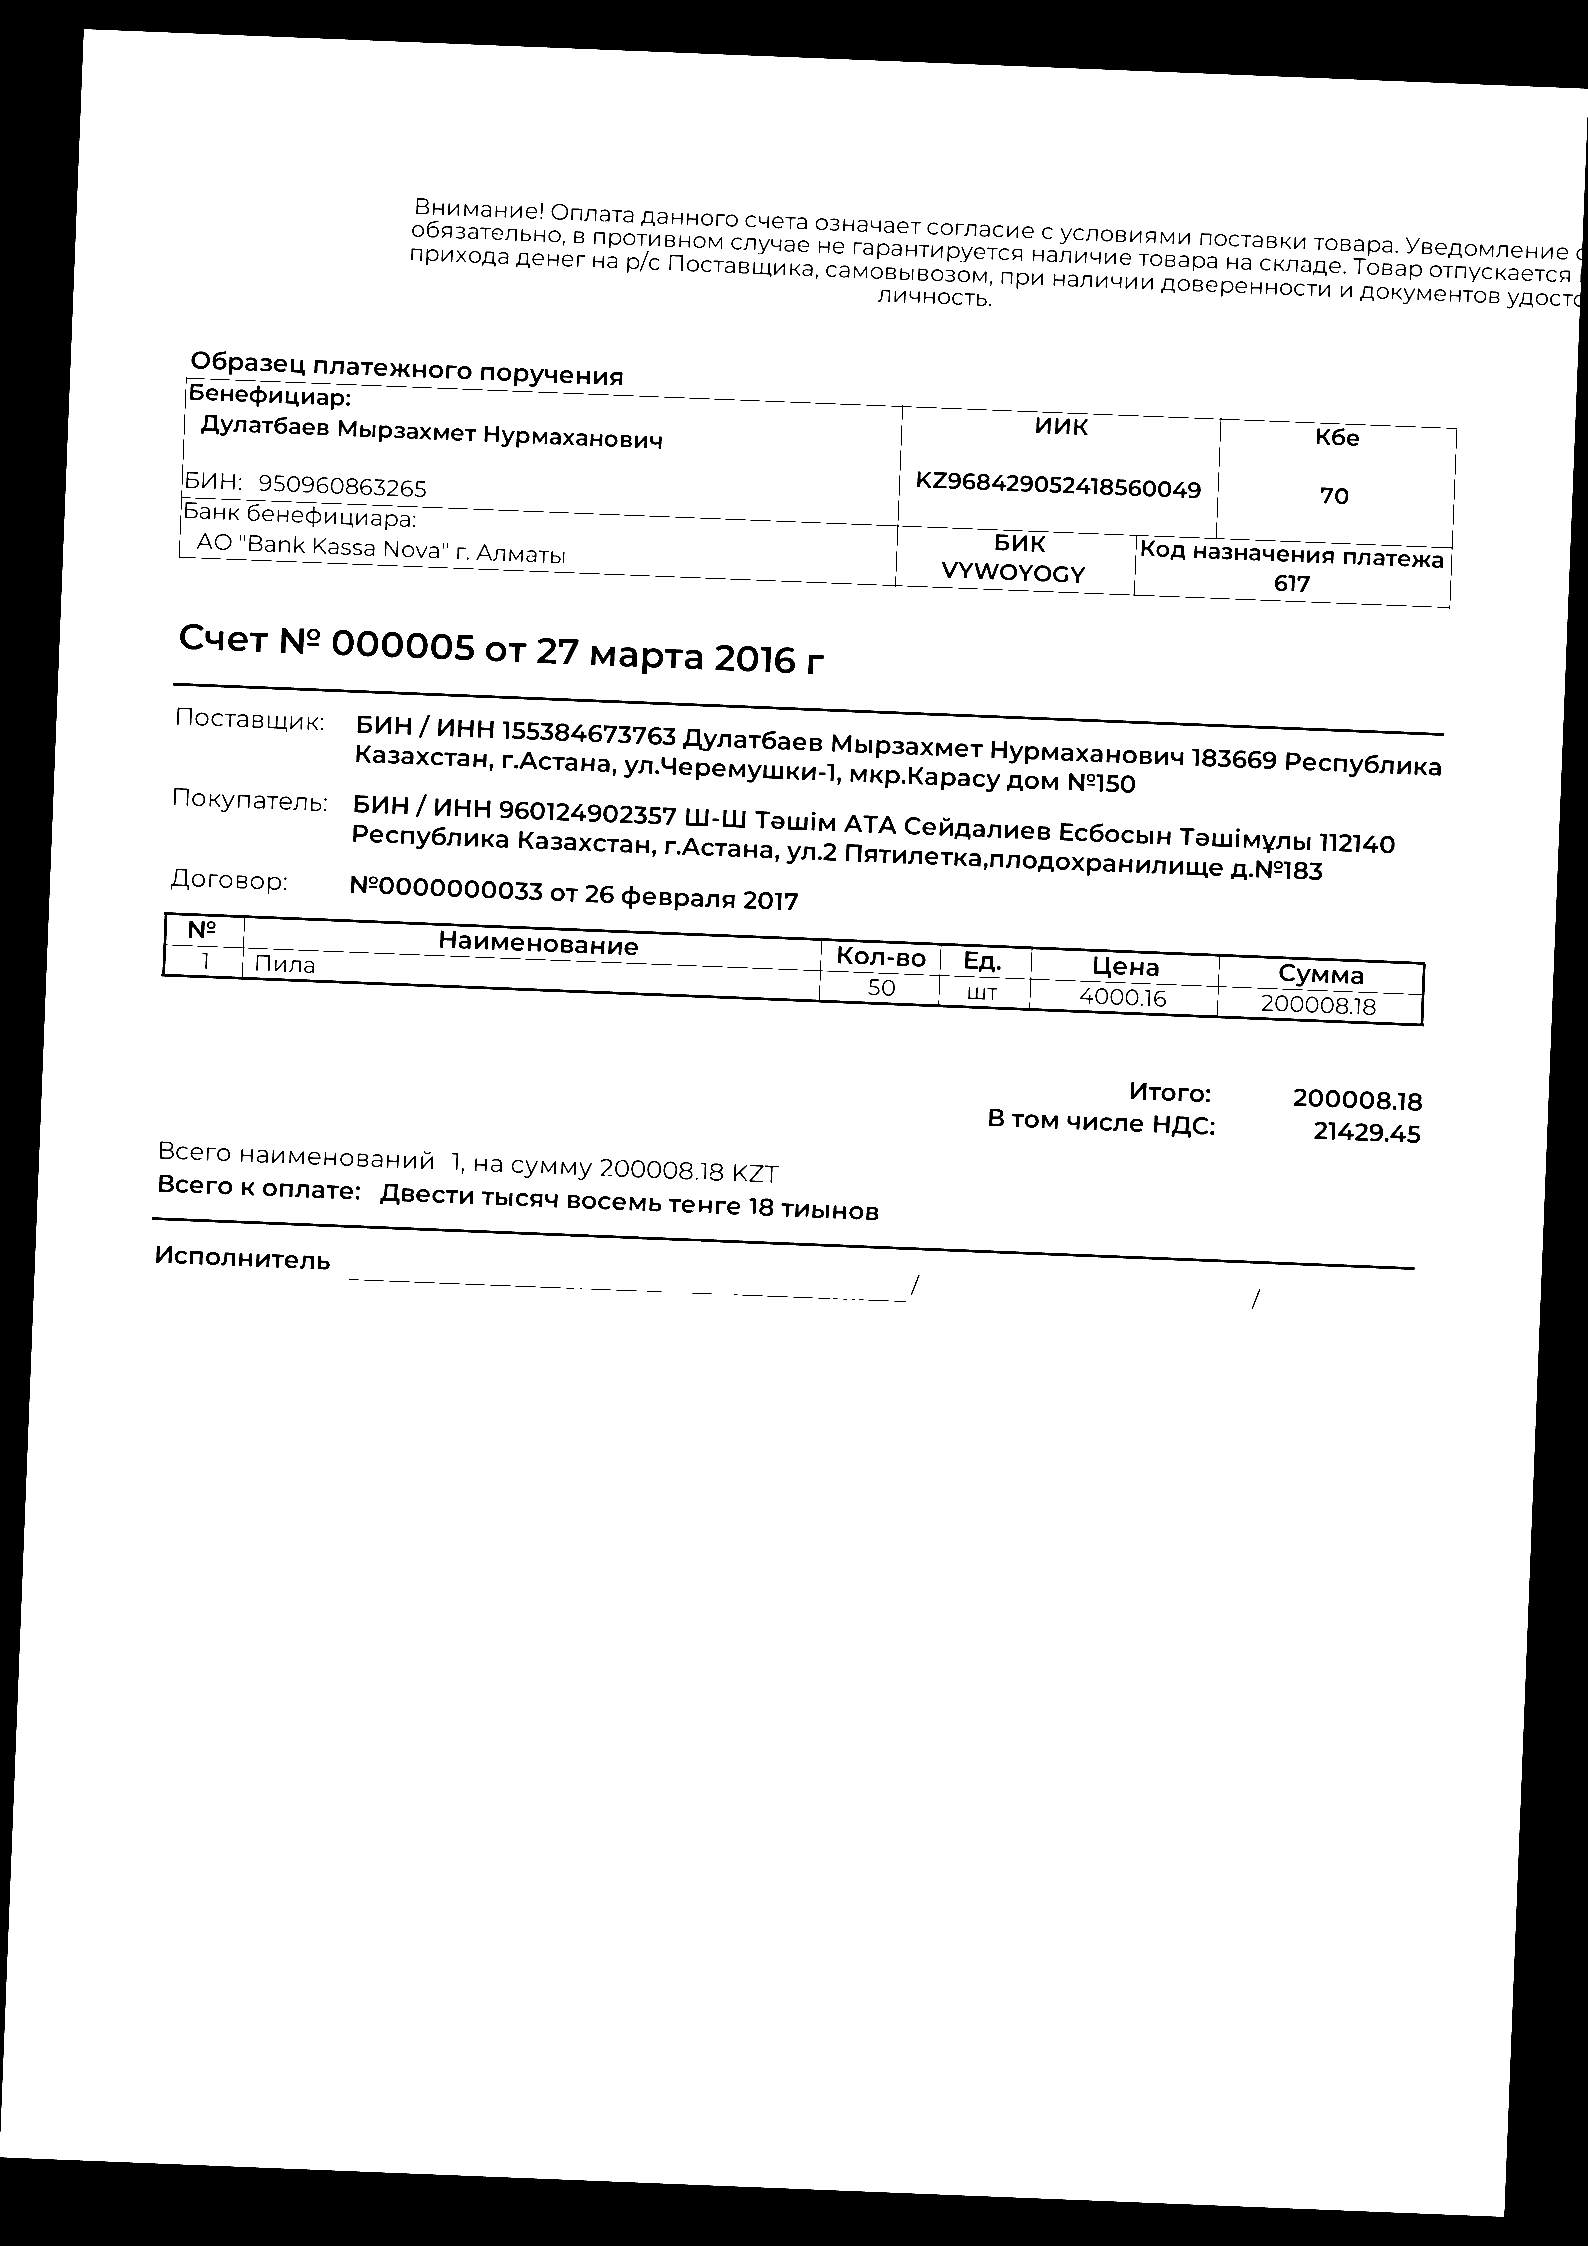 Внимание! Оплата данного счета означает согласие с условиями поставки товара. Уведомление
обязательно, в противном случае не гарантируется наличие товара на складе. Товар отпускается
прихода денег на р/с Поставщика, самовывозом, при наличии доверенности и документов удосто
личность.
Образец платежного поручения
Бенефициар:
Дулатбаев Мырзахмет Нурмаханович
ИИК
Кбе
БИН: 950960863265
KZ968429052418560049
70
Банк бенефициара:
АО "Bank Kassa Nova" г. Алматы
БИК
Код назначения платежа
VYWOYOGY
617
Счет № 000005 от 27 марта 2016 г
Поставщик: БИН / ИНН 155384673763 Дулатбаев Мырзахмет Нурмаханович 183669 Республика
Казахстан, г.Астана, ул.Черемушки-1, мкр.Карасу дом №150
Покупатель: БИН / ИНН 960124902357 Ш-Ш Тәшім АТА Сейдалиев Есбосын Тәшімұлы 112140
Республика Казахстан, г.Астана, ул.2 Пятилетка,плодохранилище д.№183
Договор: №0000000033 от 26 февраля 2017
№ Наименование Кол-во Ед. Цена Сумма
1 Пила 50 шт 4000.16 200008.18
Итого: 200008.18
В том числе НДС: 21429.45
Всего наименований 1, на сумму 200008.18 KZT
Всего к оплате: Двести тысяч восемь тенге 18 тиынов
Исполнитель / /